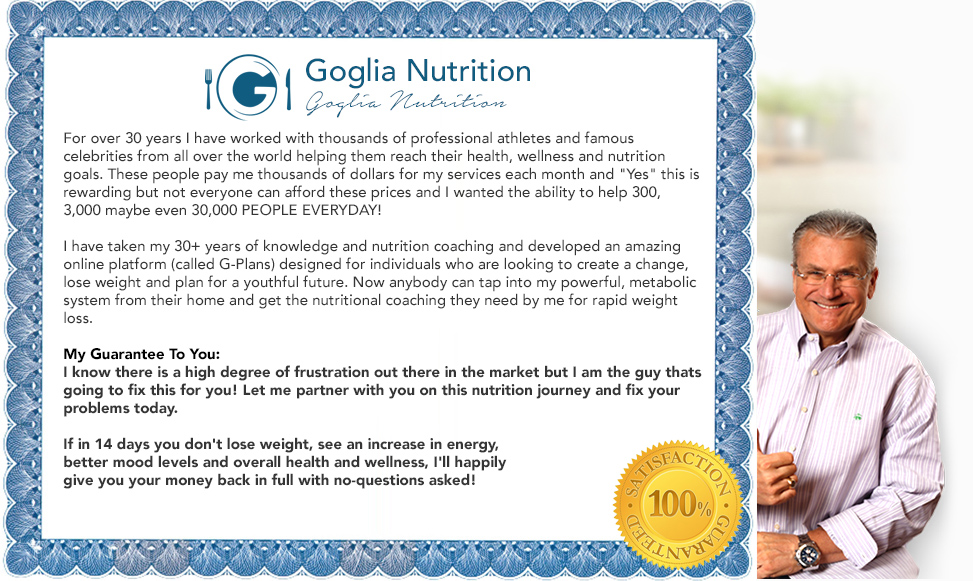 Goglia Nutrition
Goglia Nutrition
For over 30 years I have worked with thousands of professional athletes and famous
celebrities from all over the world helping them reach their health, wellness and nutrition
goals. These people pay me thousands of dollars for my services each month and "Yes" this is
rewarding but not everyone can afford these prices and I wanted the ability to help 300,
3,000 maybe even 30,000 PEOPLE EVERYDAY!
I have taken my 30+ years of knowledge and nutrition coaching and developed an amazing
online platform (called G-Plans) designed for individuals who are looking to create a change,
lose weight and plan for a youthful future. Now anybody can tap into my powerful, metabolic
system from their home and get the nutritional coaching they need by me for rapid weight
loss.
My Guarantee To You:
I know there is a high degree of frustration out there in the market but I am the guy thats
going to fix this for you! Let me partner with you on this nutrition journey and fix your
problems today.
If in 14 days you don't lose weight, see an increase in energy,
better mood levels and overall health and wellness, I'll happily
give you your money back in full with no-questions asked!
SATISFACTION
100%
GUARANTEED